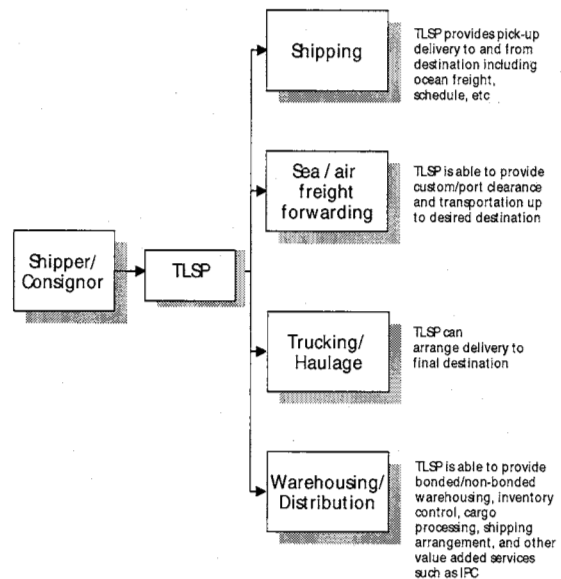 Shipping
TLSP provides pick-up
delivery to and from
destination including
ocean freight,
schedule, etc
Sea / air
freight
forwarding
TLSP is able to provide
custom/port clearance
and transportation up
to desired destination
Shipper/
Consignor
TLSP
Trucking/
Haulage
TLSP can
arrange delivery to
final destination
Warehousing/
Distribution
TLSP is able to provide
bonded/non-bonded
warehousing, inventory
control, cargo
processing, shipping
arrangement, and other
value added services
such as IPC